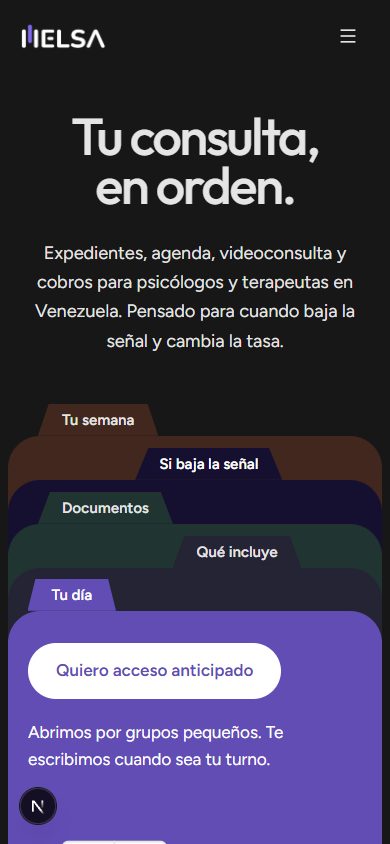 MELSA
Tu consulta,
en orden.
Expedientes, agenda, videoconsulta y
cobros para psicólogos y terapeutas en
Venezuela. Pensado para cuando baja la
señal y cambia la tasa.
Tu semana
Si baja la señal
Documentos
Qué incluye
Tu día
Quiero acceso anticipado
Abrimos por grupos pequeños. Te
escribimos cuando sea tu turno.
N